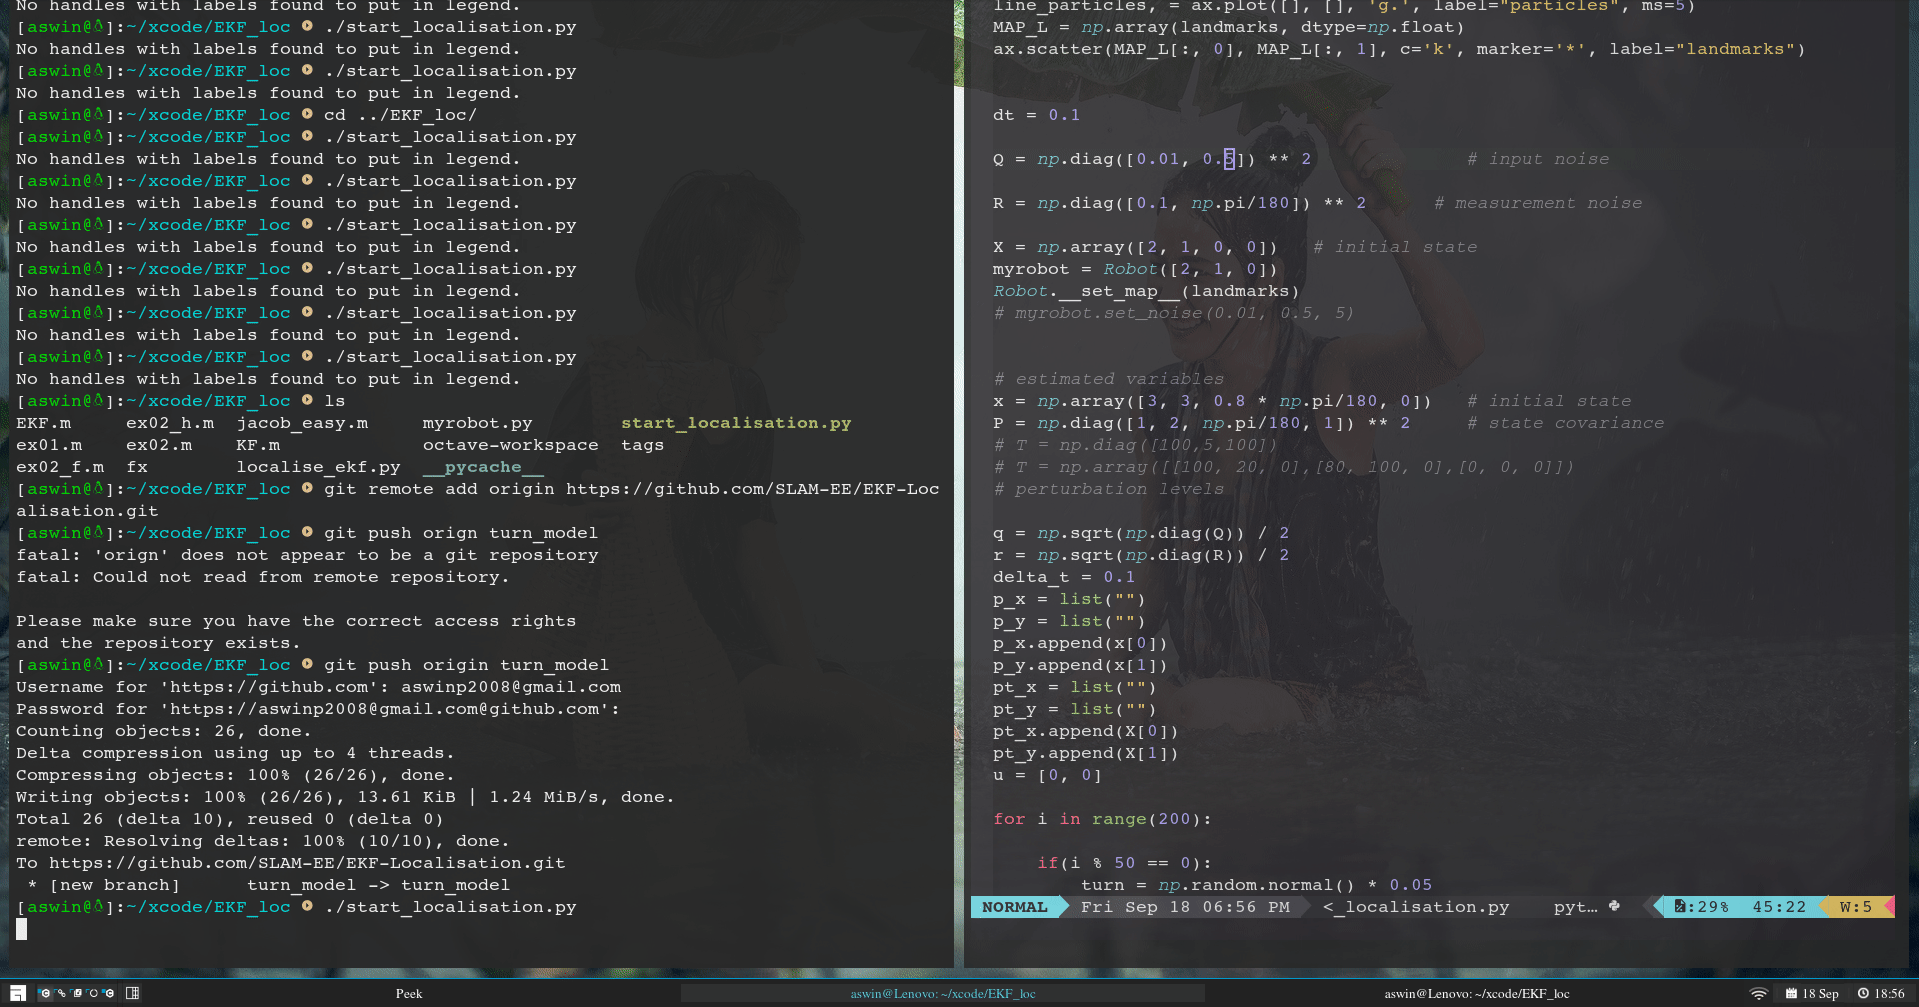 No handles with labels found to put in legend.
[aswin@]:~/xcode/EKF_loc ./start_localisation.py
No handles with labels found to put in legend.
[aswin@]:~/xcode/EKF_loc ./start_localisation.py
No handles with labels found to put in legend.
[aswin@]:~/xcode/EKF_loc cd ../EKF_loc/
[aswin@]:~/xcode/EKF_loc ./start_localisation.py
No handles with labels found to put in legend.
[aswin@]:~/xcode/EKF_loc ./start_localisation.py
No handles with labels found to put in legend.
[aswin@]:~/xcode/EKF_loc ./start_localisation.py
No handles with labels found to put in legend.
[aswin@]:~/xcode/EKF_loc ./start_localisation.py
No handles with labels found to put in legend.
[aswin@]:~/xcode/EKF_loc ./start_localisation.py
No handles with labels found to put in legend.
[aswin@]:~/xcode/EKF_loc ./start_localisation.py
No handles with labels found to put in legend.
[aswin@]:~/xcode/EKF_loc ls
EKF.m ex02_h.m jacob_easy.m myrobot.py start_localisation.py
ex01.m ex02.m KF.m octave-workspace tags
ex02_f.m fx localise_ekf.py __pycache__
[aswin@]:~/xcode/EKF_loc git remote add origin https://github.com/SLAM-EE/EKF-Loc
alisation.git
[aswin@]:~/xcode/EKF_loc git push orign turn_model
fatal: 'orign' does not appear to be a git repository
fatal: Could not read from remote repository.
Please make sure you have the correct access rights
and the repository exists.
[aswin@]:~/xcode/EKF_loc git push origin turn_model
Username for 'https://github.com': aswinp2008@gmail.com
Password for 'https://aswinp2008@gmail.com@github.com':
Counting objects: 26, done.
Delta compression using up to 4 threads.
Compressing objects: 100% (26/26), done.
Writing objects: 100% (26/26), 13.61 KiB | 1.24 MiB/s, done.
Total 26 (delta 10), reused 0 (delta 0)
remote: Resolving deltas: 100% (10/10), done.
To https://github.com/SLAM-EE/EKF-Localisation.git
* [new branch] turn_model -> turn_model
[aswin@]:~/xcode/EKF_loc ./start_localisation.py
line_particles, = ax.plot([], [], 'g.', label="particles", ms=5)
MAP_L = np.array(landmarks, dtype=np.float)
ax.scatter(MAP_L[:, 0], MAP_L[:, 1], c='k', marker='*', label="landmarks")
dt = 0.1
Q = np.diag([0.01, 0.5]) ** 2 # input noise
R = np.diag([0.1, np.pi/180]) ** 2 # measurement noise
X = np.array([2, 1, 0, 0]) # initial state
myrobot = Robot([2, 1, 0])
Robot.__set_map__(landmarks)
# myrobot.set_noise(0.01, 0.5, 5)
# estimated variables
x = np.array([3, 3, 0.8 * np.pi/180, 0]) # initial state
P = np.diag([1, 2, np.pi/180, 1]) ** 2 # state covariance
# T = np.diag([100,5,100])
# T = np.array([[100, 20, 0],[80, 100, 0],[0, 0, 0]])
# perturbation levels
q = np.sqrt(np.diag(Q)) / 2
r = np.sqrt(np.diag(R)) / 2
delta_t = 0.1
p_x = list("")
p_y = list("")
p_x.append(x[0])
p_y.append(x[1])
pt_x = list("")
pt_y = list("")
pt_x.append(X[0])
pt_y.append(X[1])
u = [0, 0]
for i in range(200):
if(i % 50 == 0):
turn = np.random.normal() * 0.05
NORMAL Fri Sep 18 06:56 PM <_localisation.py pyt… :29% 45:22 W:5
Peek aswin@Lenovo: ~/xcode/EKF_loc aswin@Lenovo: ~/xcode/EKF_loc 18 Sep 18:56